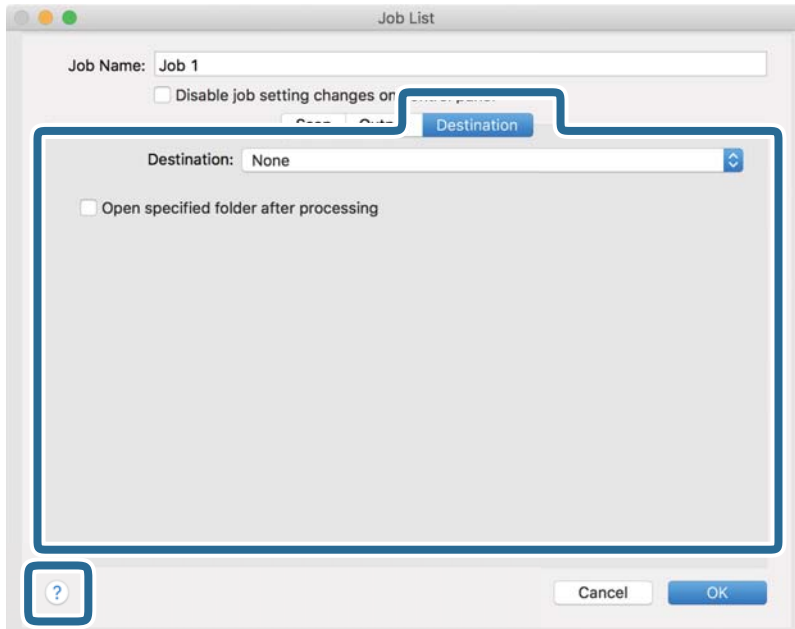 Job List
Job Name: Job 1
Disable job setting changes on
Destination
Destination: None
Open specified folder after processing
?
Cancel OK